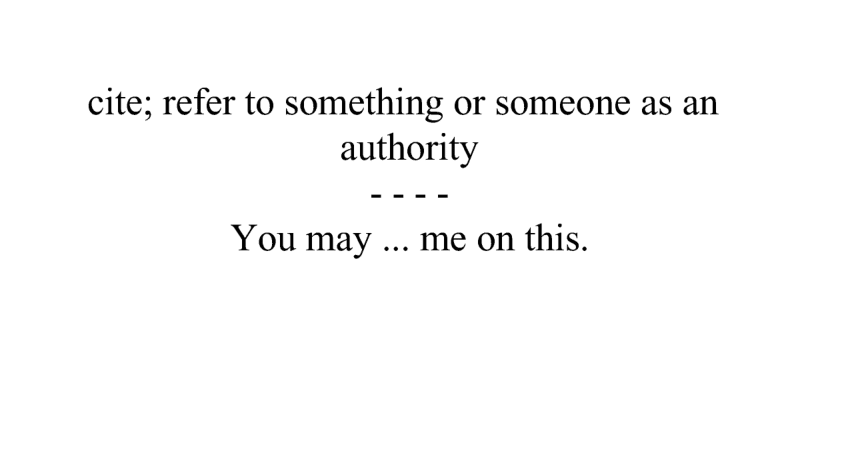 cite; refer to something or someone as an
authority
- - - -
You may ... me on this.